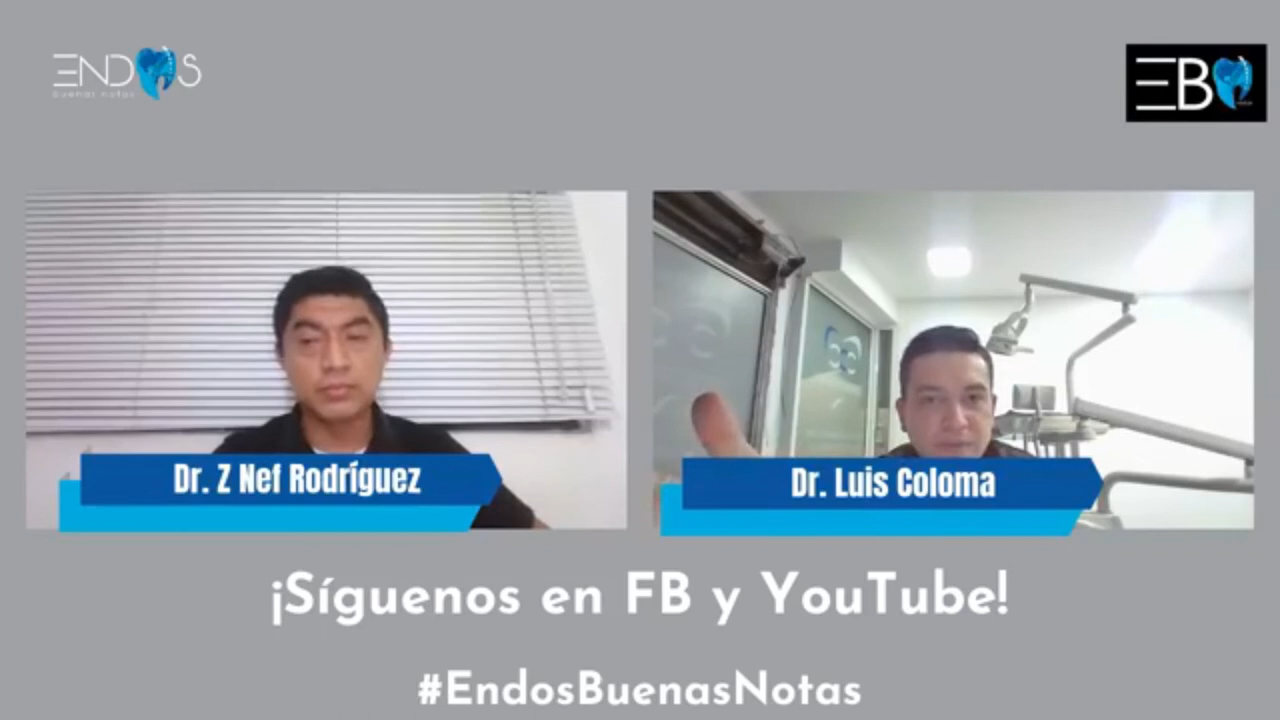 ENDOS
buenas notas
EB
Dr. Z Nef Rodríguez
Dr. Luis Coloma
¡Síguenos en FB y YouTube!
#EndosBuenasNotas